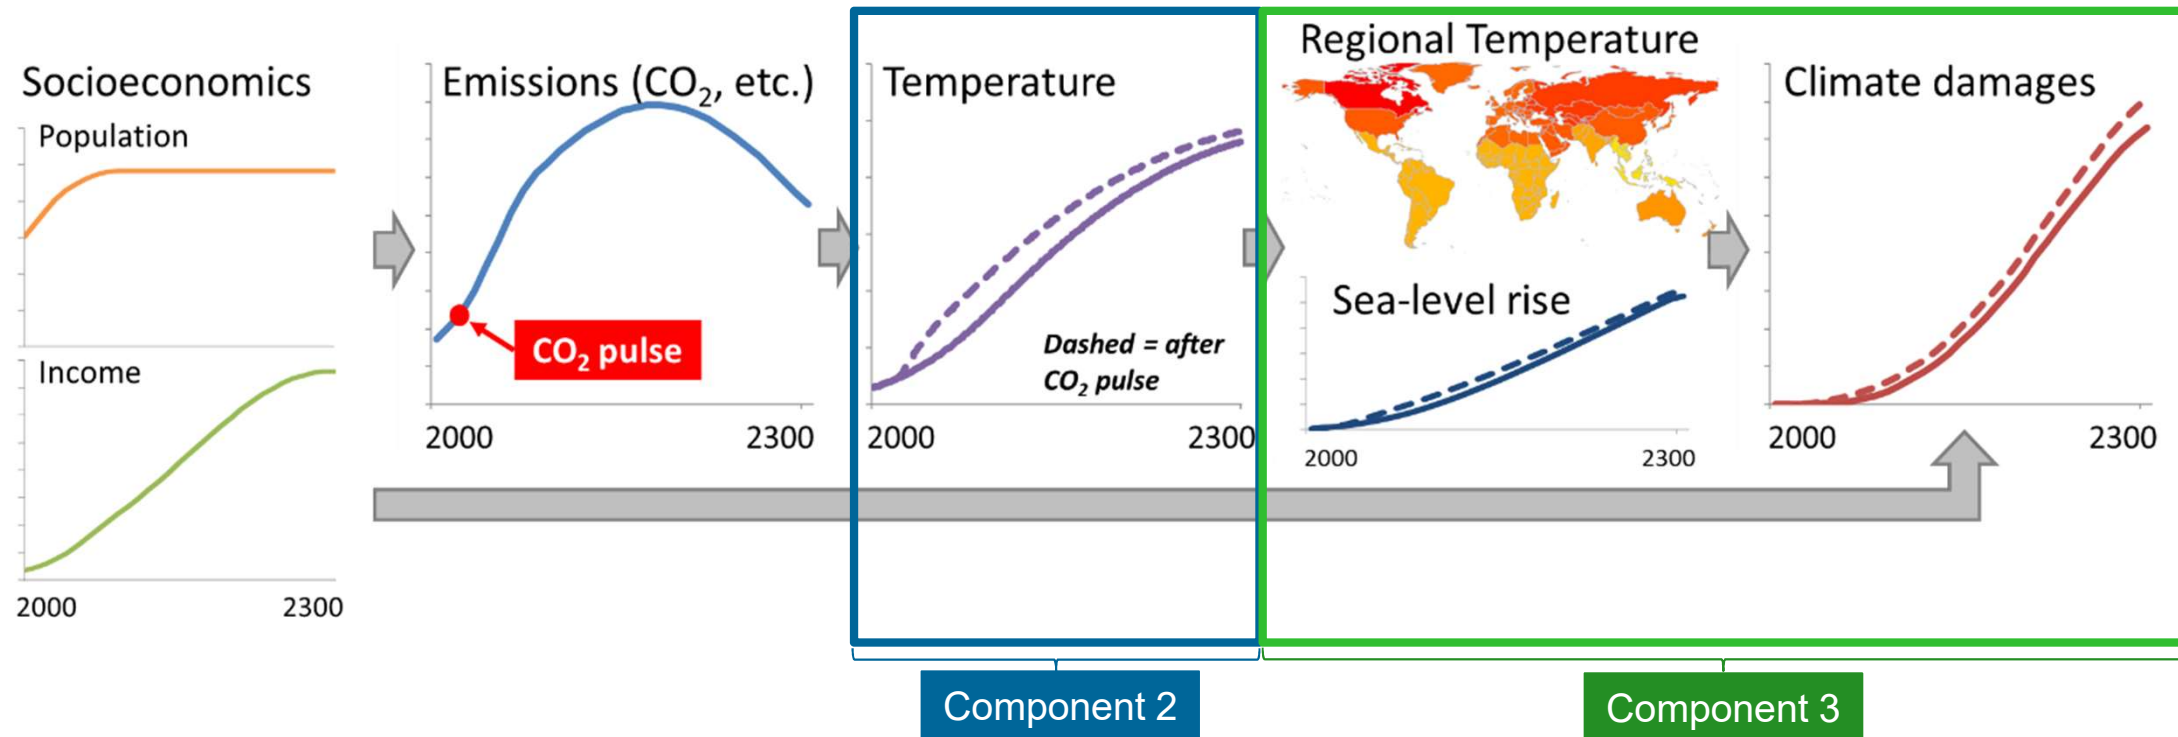 Socioeconomics
Population
Income
2000 2300
Emissions (CO₂, etc.)
CO₂ pulse
2000 2300
Temperature
Dashed = after
CO₂ pulse
2000 2300
Regional Temperature
Sea-level rise
2000 2300
Climate damages
2000 2300
Component 2
Component 3